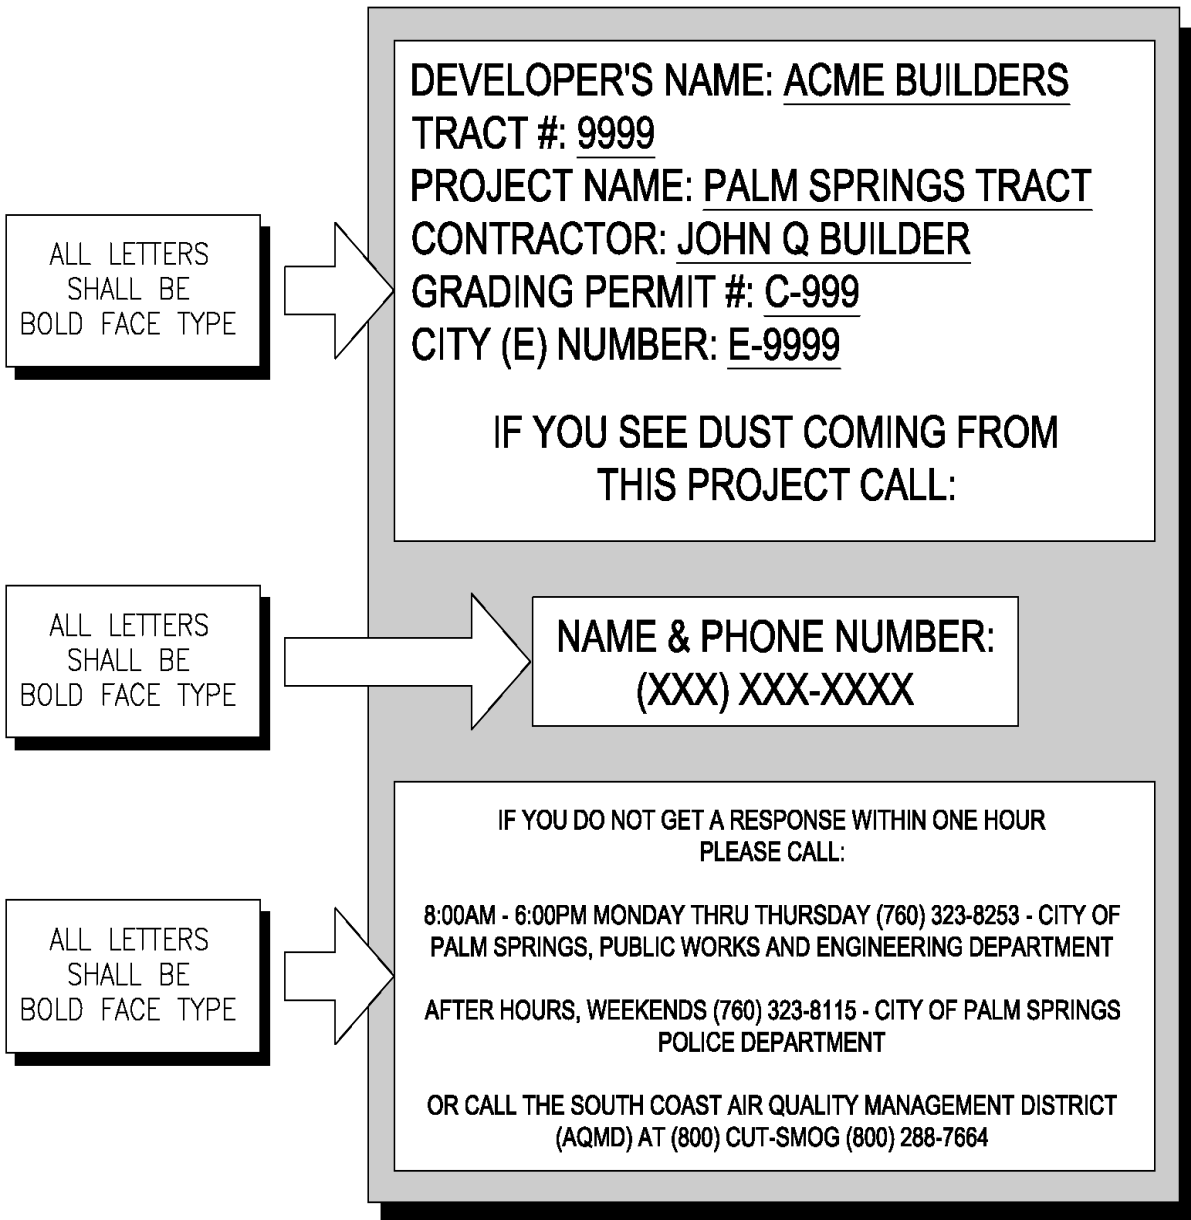 DEVELOPER'S NAME: ACME BUILDERS
TRACT #: 9999
PROJECT NAME: PALM SPRINGS TRACT
CONTRACTOR: JOHN Q BUILDER
GRADING PERMIT #: C-999
CITY (E) NUMBER: E-9999
IF YOU SEE DUST COMING FROM
THIS PROJECT CALL:
ALL LETTERS
SHALL BE
BOLD FACE TYPE
NAME & PHONE NUMBER:
(XXX) XXX-XXXX
ALL LETTERS
SHALL BE
BOLD FACE TYPE
IF YOU DO NOT GET A RESPONSE WITHIN ONE HOUR
PLEASE CALL:
8:00AM - 6:00PM MONDAY THRU THURSDAY (760) 323-8253 - CITY OF
PALM SPRINGS, PUBLIC WORKS AND ENGINEERING DEPARTMENT
AFTER HOURS, WEEKENDS (760) 323-8115 - CITY OF PALM SPRINGS
POLICE DEPARTMENT
OR CALL THE SOUTH COAST AIR QUALITY MANAGEMENT DISTRICT
(AQMD) AT (800) CUT-SMOG (800) 288-7664
ALL LETTERS
SHALL BE
BOLD FACE TYPE